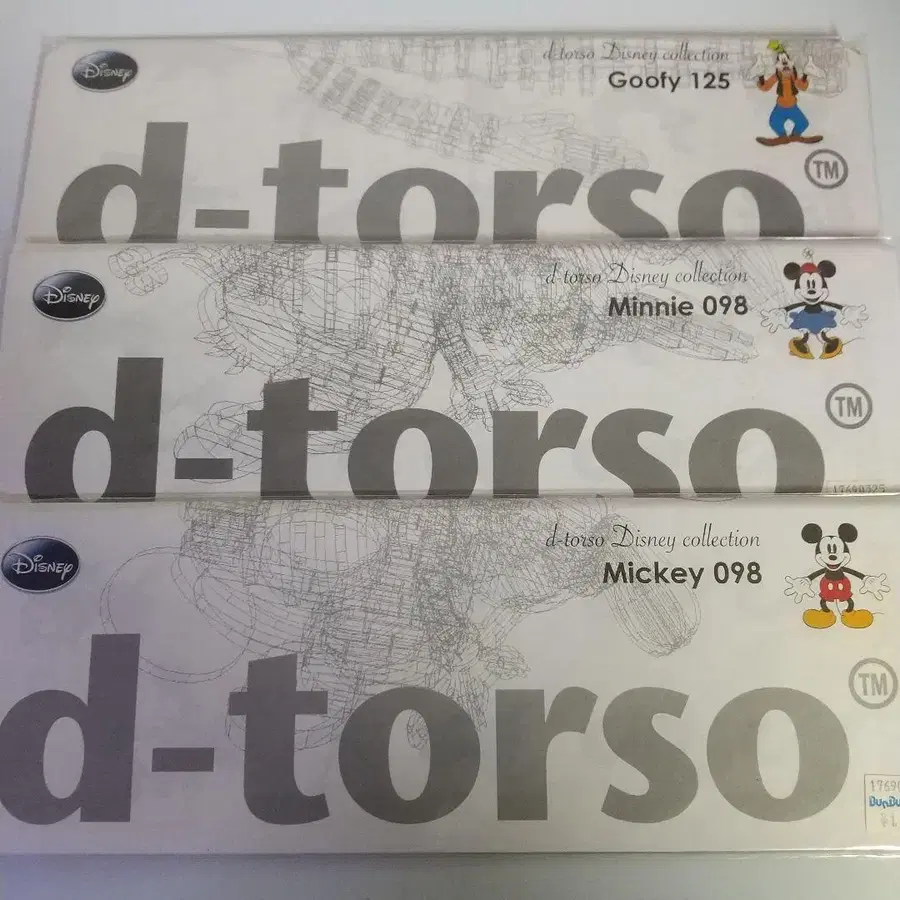 Disney
d-torso Disney collection
Goofy 125
d-torso
TM
Disney
d-torso Disney collection
Minnie 098
d-torso
TM
17690325
Disney
d-torso Disney collection
Mickey 098
d-torso
TM